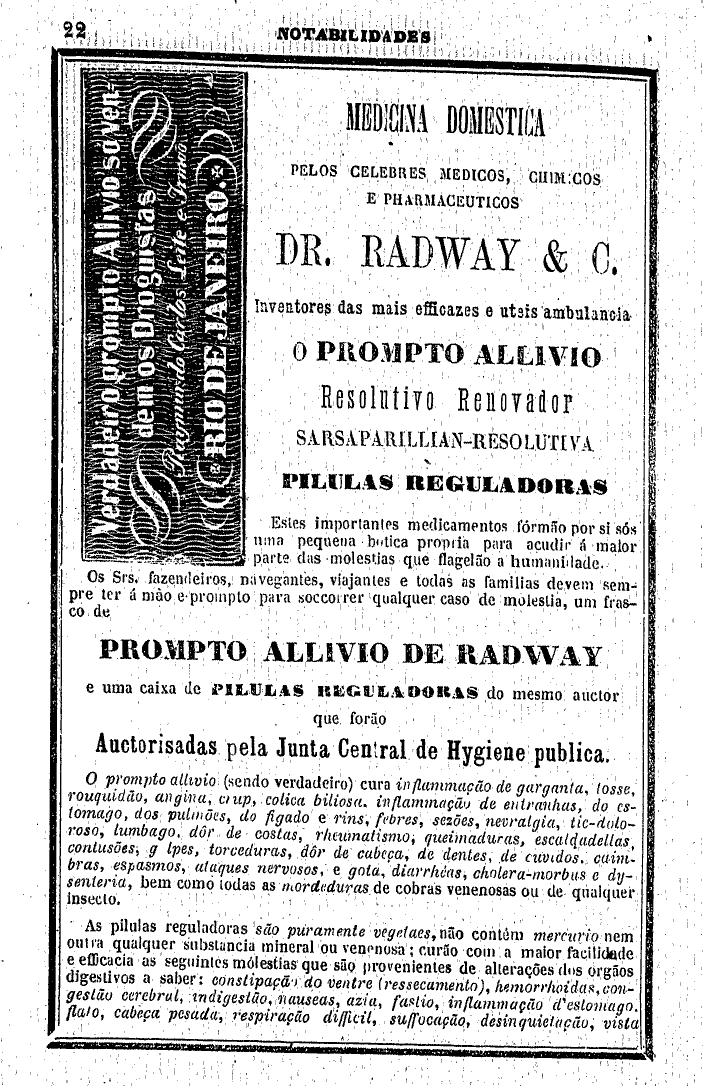 22
NOTABILIDADES
Verdadeiro prompto Allivio so ven-
dem os Droguistas
Raymundo Carlos Leite e Irmão
RIO DE JANEIRO.
MEDICINA DOMESTICA
PELOS CELEBRES MEDICOS, CHIMICOS
E PHARMACEUTICOS
DR. RADWAY & C.
Inventores das mais efficazes e uteis ambulancia
O PROMPTO ALLIVIO
Resolutivo Renovador
SARSAPARILLIAN-RESOLUTIVA
PILULAS REGULADORAS
Estes importantes medicamentos fórmão por si sós
uma pequena botica propria para acudir á maior
parte das molestias que flagelão a humanidade.
Os Srs. fazendeiros, navegantes, viajantes e todas as familias devem sem-
pre ter á mão e prompto para soccorrer qualquer caso de molestia, um fras-
co de
PROMPTO ALLIVIO DE RADWAY
e uma caixa de PILULAS REGULADORAS do mesmo auctor
que forão
Auctorisadas pela Junta Central de Hygiene publica.
O prompto allivio (sendo verdadeiro) cura inflammação de garganta, tosse,
rouquidão, angina, crup, colica biliosa, inflammação de entranhas, do es-
tomago, dos pulmões, do figado e rins, febres, sezões, nevralgia, tic-dolo-
roso, lumbago, dôr de costas, rheumatismo, queimaduras, escaldadellas,
contusões, g lpes, torceduras, dôr de cabeça, de dentes, de ouvidos, caim-
bras, espasmos, ataques nervosos, e gota, diarrhéas, cholera-morbus e dy-
senteria, bem como todas as mordeduras de cobras venenosas ou de qualquer
insecto.
As pilulas reguladoras são puramente vegetaes, não contém mercurio nem
outra qualquer substancia mineral ou venenosa; curão com a maior facilidade
e efficacia as seguintes mólestias que são provenientes de alterações dos órgãos
digestivos a saber: constipação do ventre (ressecamento), hemorrhoidas, con-
gestão cerebral, indigestão, nauseas, azia, fastio, inflammação d'estomago,
flato, cabeça pesada, respiração difficil, suffocação, desinquietação, vista